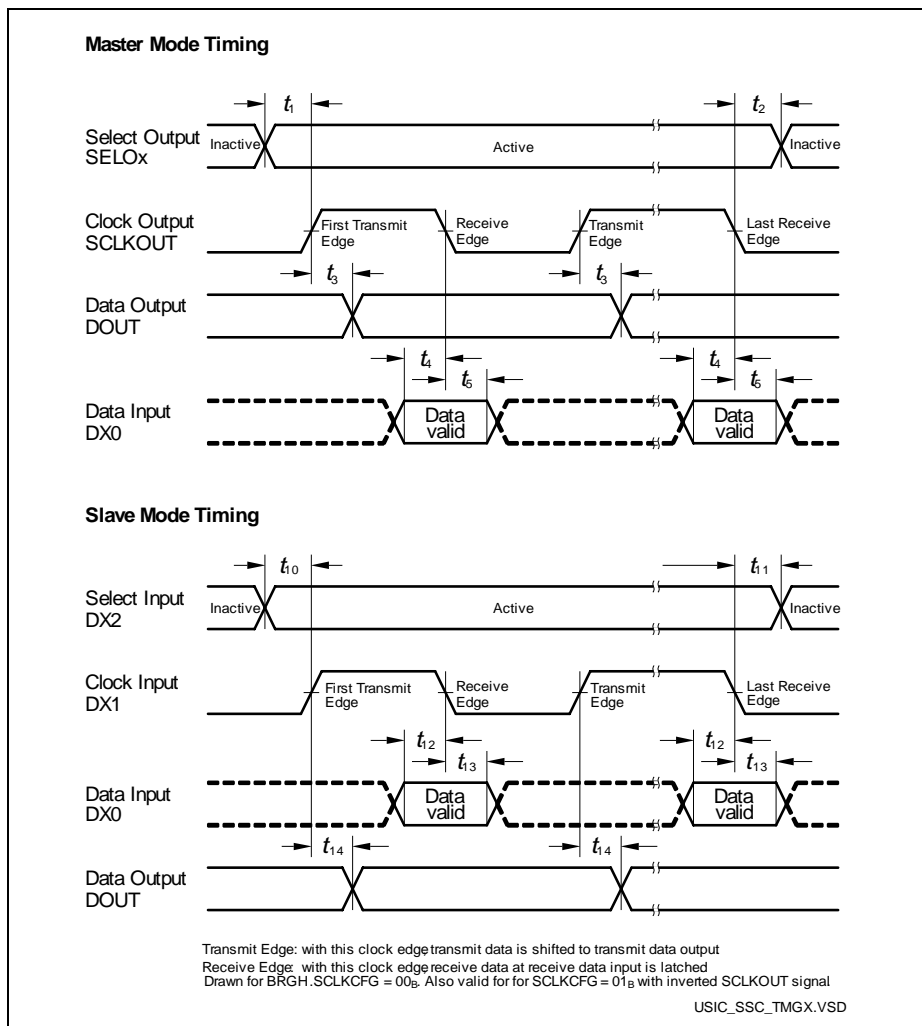 Master Mode Timing
t1
t2
Select Output
SELOx
Inactive
Active
Inactive
Clock Output
SCLKOUT
First Transmit
Edge
Receive
Edge
Transmit
Edge
Last Receive
Edge
t3
t3
Data Output
DOUT
t4
t5
t4
t5
Data Input
DX0
Data
valid
Data
valid
Slave Mode Timing
t10
t11
Select Input
DX2
Inactive
Active
Inactive
Clock Input
DX1
First Transmit
Edge
Receive
Edge
Transmit
Edge
Last Receive
Edge
t12
t13
t12
t13
Data Input
DX0
Data
valid
Data
valid
t14
t14
Data Output
DOUT
Transmit Edge: with this clock edge, transmit data is shifted to transmit data output
Receive Edge: with this clock edge, receive data at receive data input is latched
Drawn for BRGH.SCLKCFG = 00B. Also valid for for SCLKCFG = 01B with inverted SCLKOUT signal
USIC_SSC_TMGX.VSD